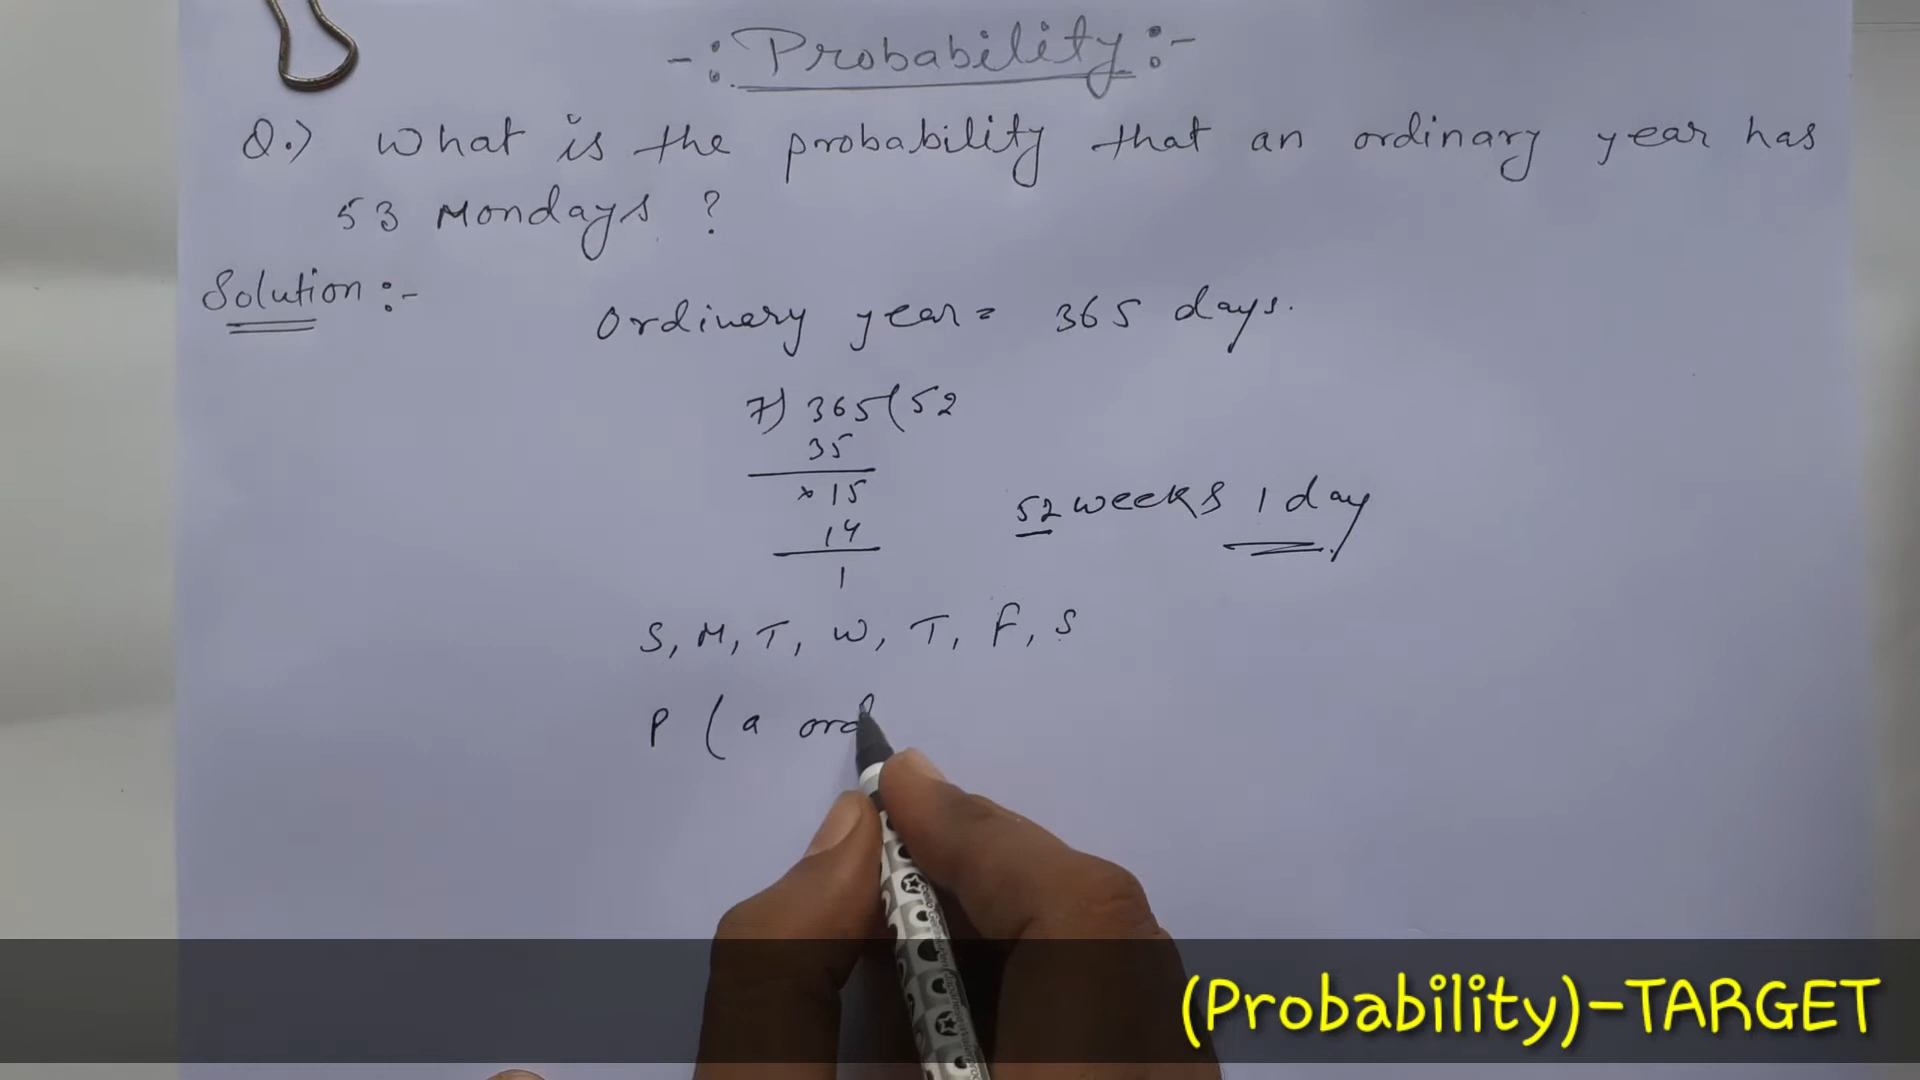 -: Probability :-
Q.) What is the probability that an ordinary year has
53 Mondays ?
Solution :-
Ordinary year = 365 days.
7) 365 (52
35
× 15
14
1
52 weeks 1 day
S, M, T, W, T, F, S
P ( a ord
(Probability)-TARGET